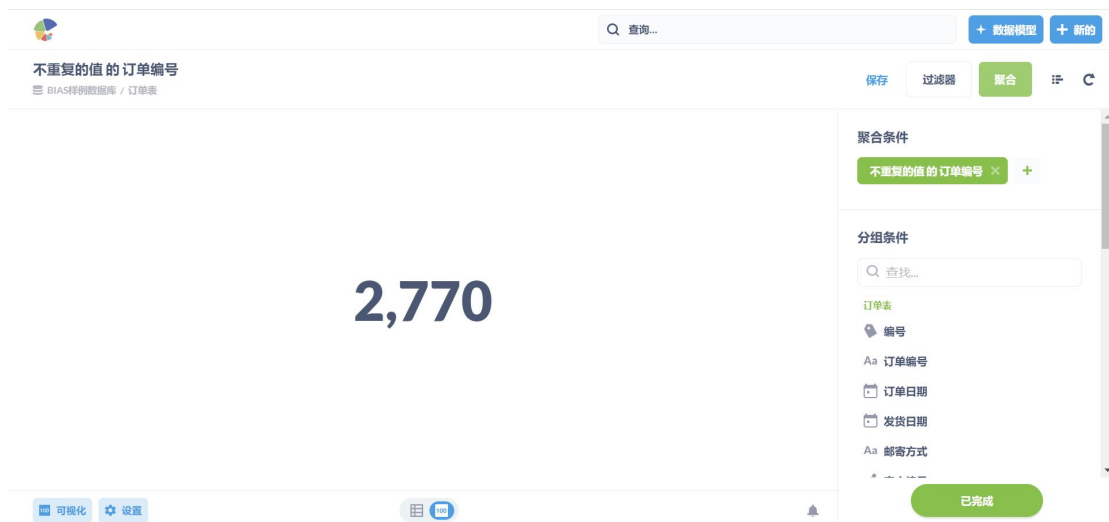 查询...
+ 数据模型
+ 新的
不重复的值 的 订单编号
BIAS样例数据库 / 订单表
保存
过滤器
聚合
聚合条件
不重复的值 的 订单编号 ×
+
2,770
分组条件
查找...
订单表
编号
Aa 订单编号
订单日期
发货日期
Aa 邮寄方式
已完成
100 可视化
设置
100